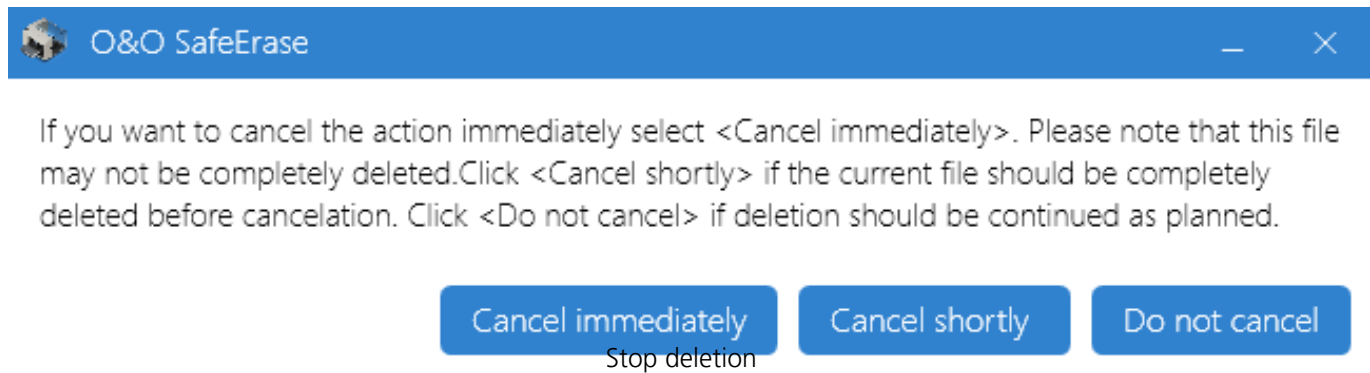 O&O SafeErase
If you want to cancel the action immediately select <Cancel immediately>. Please note that this file
may not be completely deleted.Click <Cancel shortly> if the current file should be completely
deleted before cancelation. Click <Do not cancel> if deletion should be continued as planned.
Cancel immediately Cancel shortly Do not cancel
Stop deletion